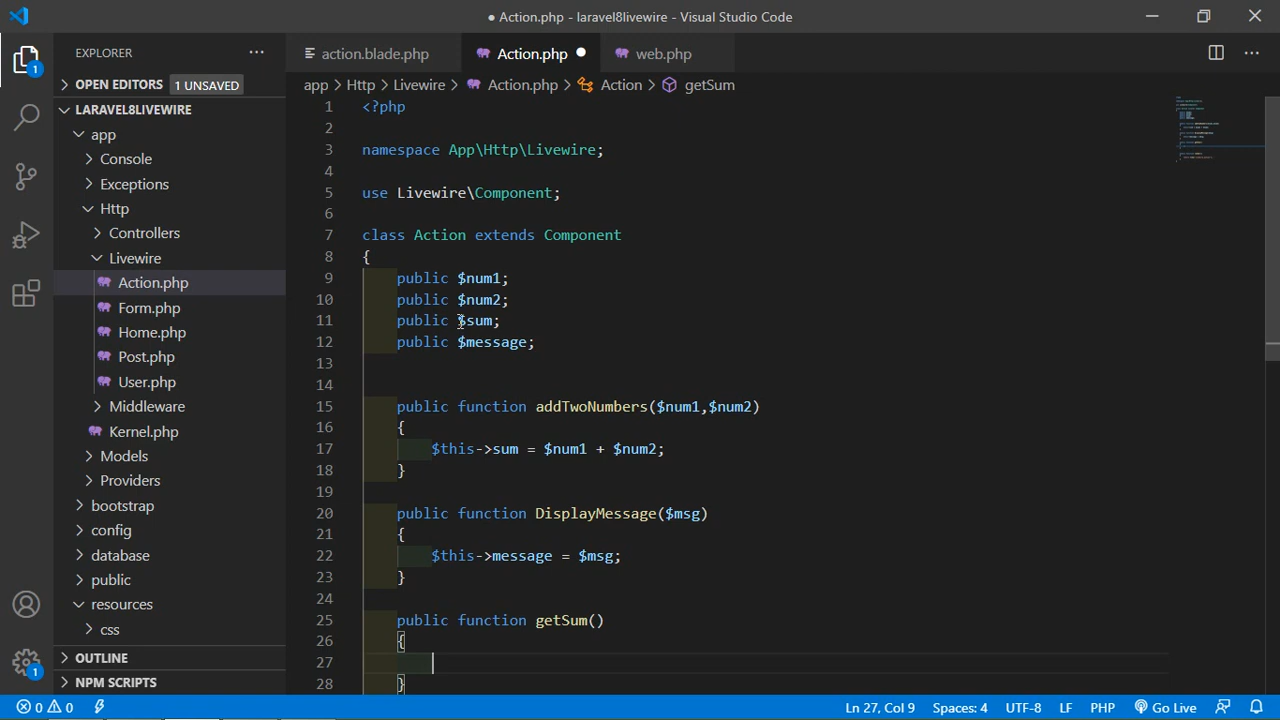 ● Action.php - laravel8livewire - Visual Studio Code
EXPLORER
OPEN EDITORS 1 UNSAVED
LARAVEL8LIVEWIRE
app
Console
Exceptions
Http
Controllers
Livewire
Action.php
Form.php
Home.php
Post.php
User.php
Middleware
Kernel.php
Models
Providers
bootstrap
config
database
public
resources
css
OUTLINE
NPM SCRIPTS
1
1
action.blade.php Action.php ● web.php
app > Http > Livewire > Action.php > Action > getSum
1 <?php
2
3 namespace App\Http\Livewire;
4
5 use Livewire\Component;
6
7 class Action extends Component
8 {
9 public $num1;
10 public $num2;
11 public $sum;
12 public $message;
13
14
15 public function addTwoNumbers($num1,$num2)
16 {
17 $this->sum = $num1 + $num2;
18 }
19
20 public function DisplayMessage($msg)
21 {
22 $this->message = $msg;
23 }
24
25 public function getSum()
26 {
27
28 }
0 0 Ln 27, Col 9 Spaces: 4 UTF-8 LF PHP Go Live